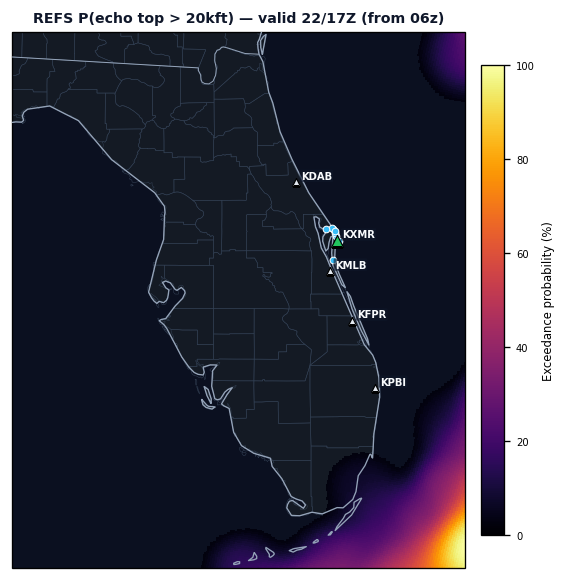 REFS P(echo top > 20kft) — valid 22/17Z (from 06z)
KDAB
KXMR
KMLB
KFPR
KPBI
100
80
60
40
20
0
Exceedance probability (%)